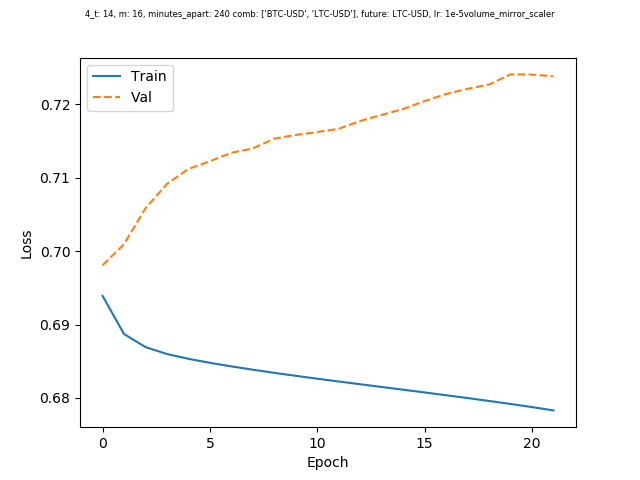 4_t: 14, m: 16, minutes_apart: 240 comb: ['BTC-USD', 'LTC-USD'], future: LTC-USD, lr: 1e-5volume_mirror_scaler
Train
Val
0.72
0.71
0.70
0.69
0.68
Loss
0 5 10 15 20
Epoch